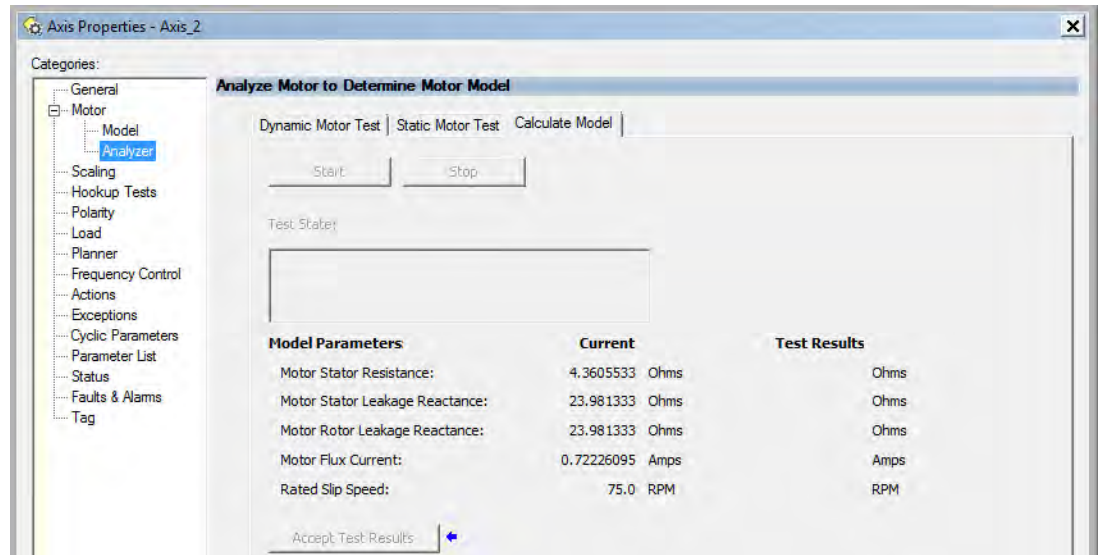 Axis Properties - Axis_2
Categories:
General
Motor
Model
Analyzer
Scaling
Hookup Tests
Polarity
Load
Planner
Frequency Control
Actions
Exceptions
Cyclic Parameters
Parameter List
Status
Faults & Alarms
Tag
Analyze Motor to Determine Motor Model
Dynamic Motor Test Static Motor Test Calculate Model
Start Stop
Test State:
Model Parameters Current Test Results
Motor Stator Resistance: 4.3605533 Ohms Ohms
Motor Stator Leakage Reactance: 23.981333 Ohms Ohms
Motor Rotor Leakage Reactance: 23.981333 Ohms Ohms
Motor Flux Current: 0.72226095 Amps Amps
Rated Slip Speed: 75.0 RPM RPM
Accept Test Results